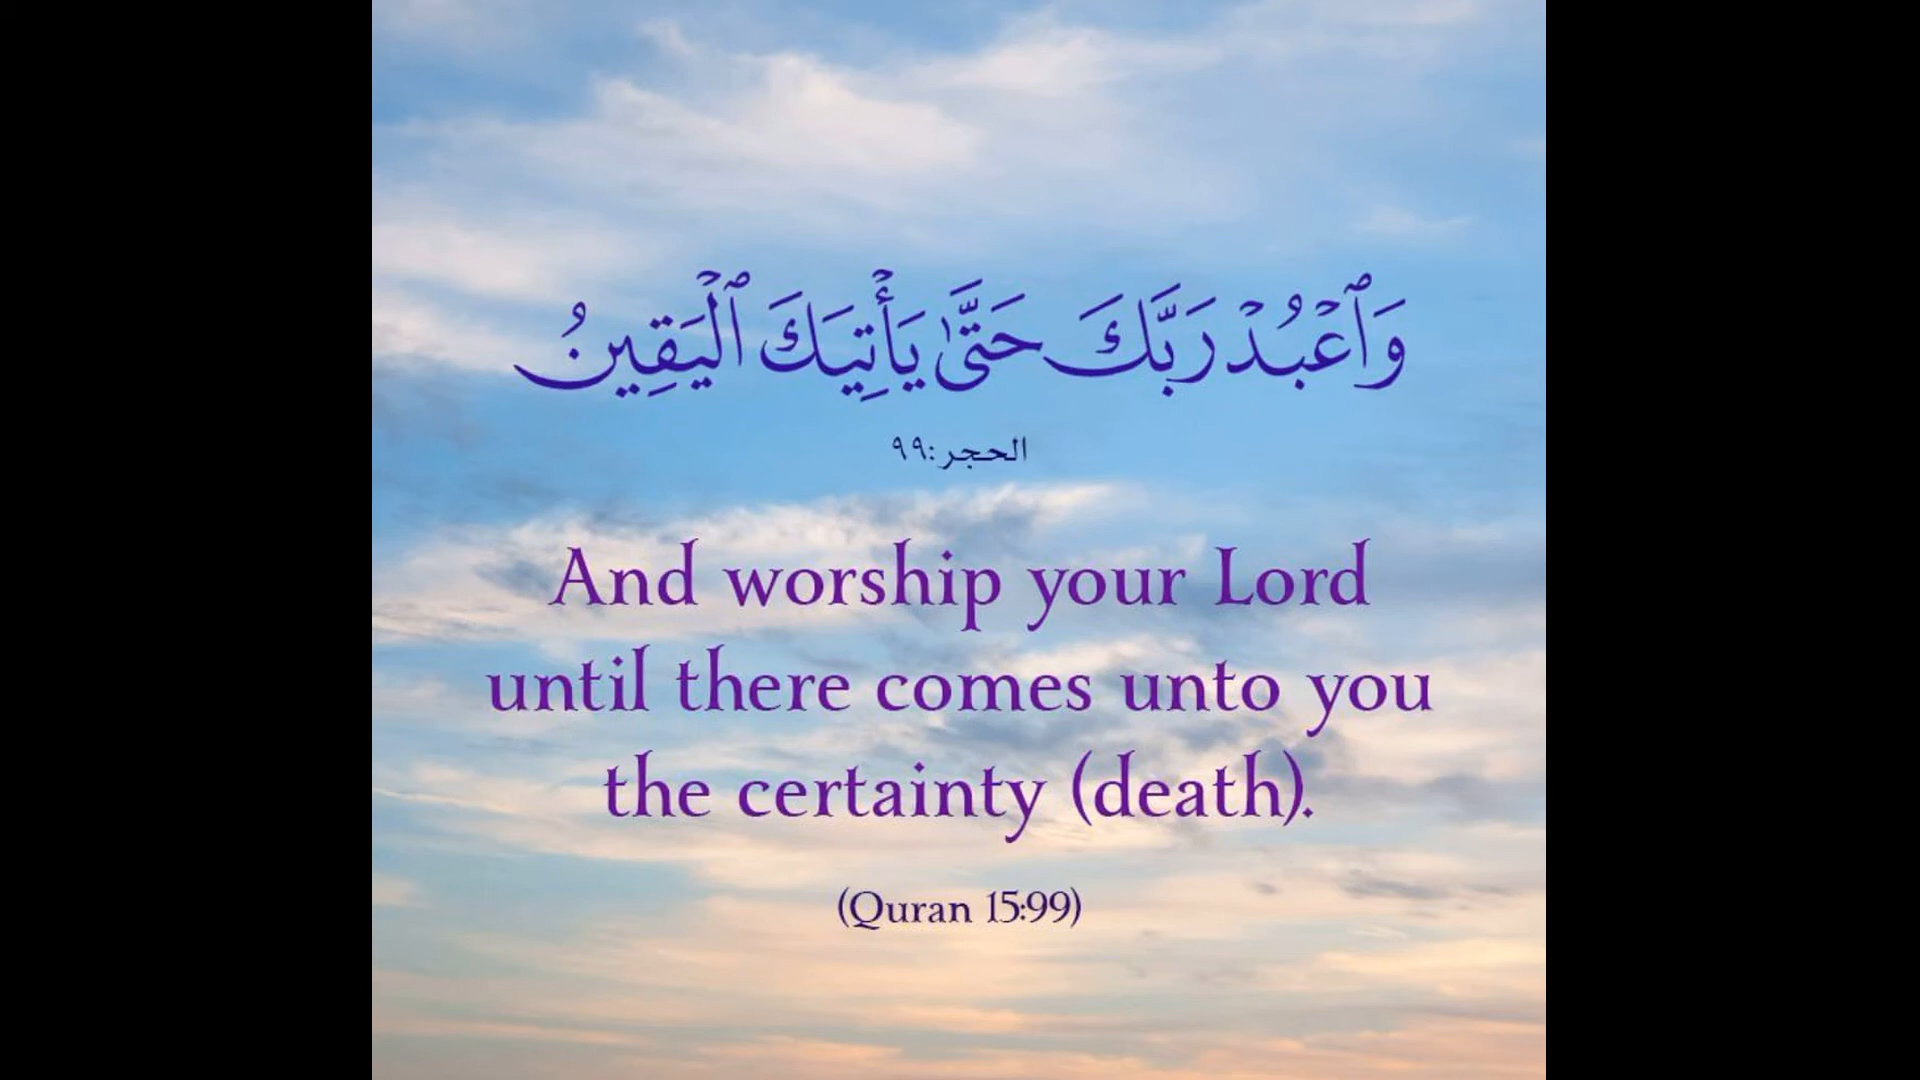 وَٱعۡبُدۡ رَبَّكَ حَتَّىٰ يَأۡتِيَكَ ٱلۡيَقِينُ
الحجر:٩٩
And worship your Lord
until there comes unto you
the certainty (death).
(Quran 15:99)